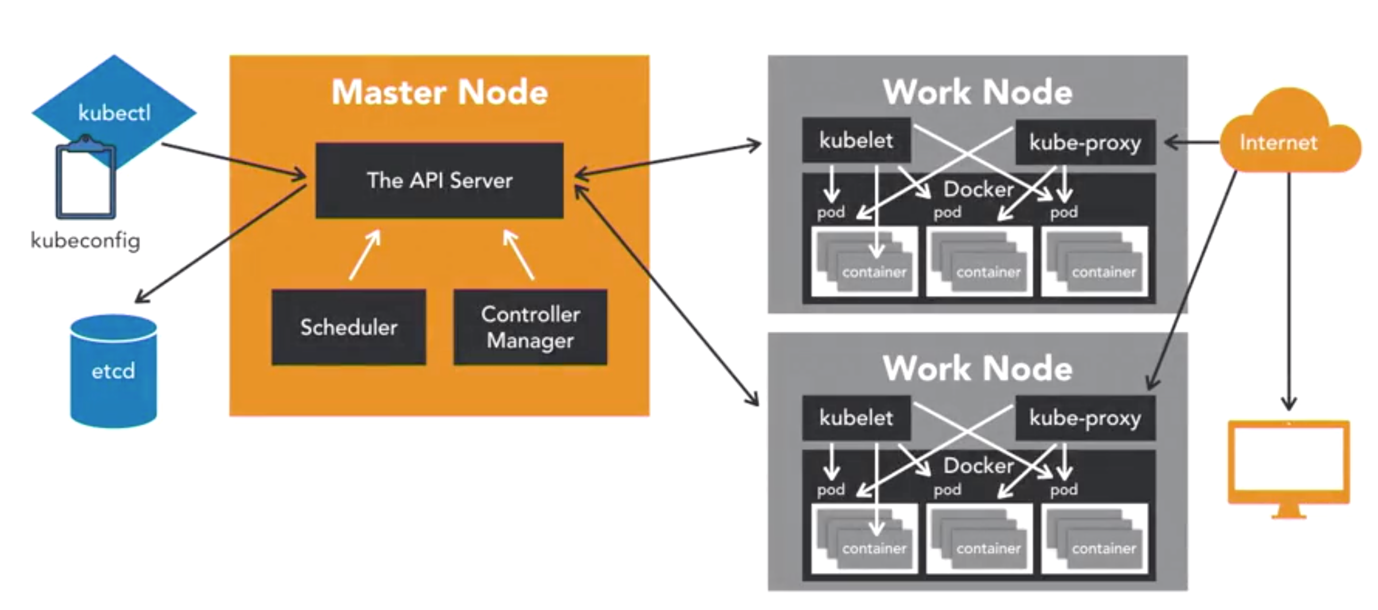 kubectl
kubeconfig
etcd
Master Node
The API Server
Scheduler
Controller
Manager
Work Node
kubelet
kube-proxy
Docker
pod
pod
pod
container
container
container
Work Node
kubelet
kube-proxy
Docker
pod
pod
pod
container
container
container
Internet